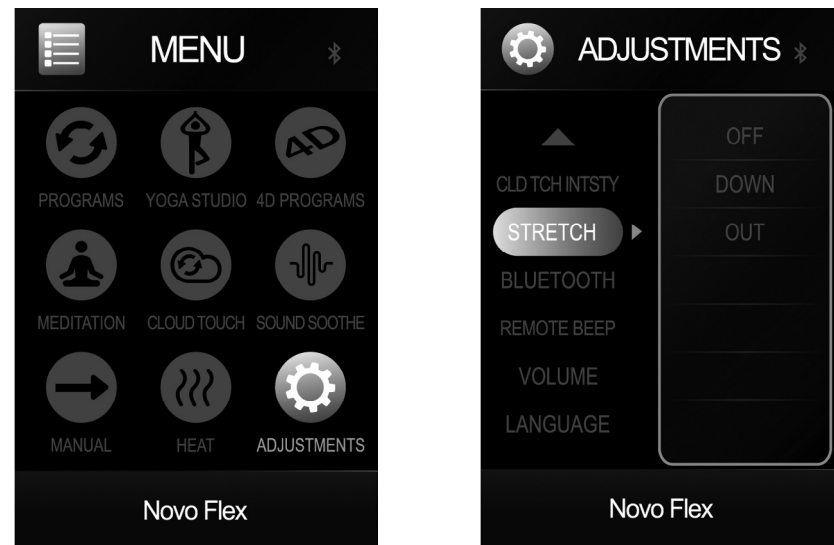 MENU
PROGRAMS YOGA STUDIO 4D PROGRAMS
MEDITATION CLOUD TOUCH SOUND SOOTHE
MANUAL HEAT ADJUSTMENTS
Novo Flex
ADJUSTMENTS
CLD TCH INTSTY
STRETCH
BLUETOOTH
REMOTE BEEP
VOLUME
LANGUAGE
OFF
DOWN
OUT
Novo Flex